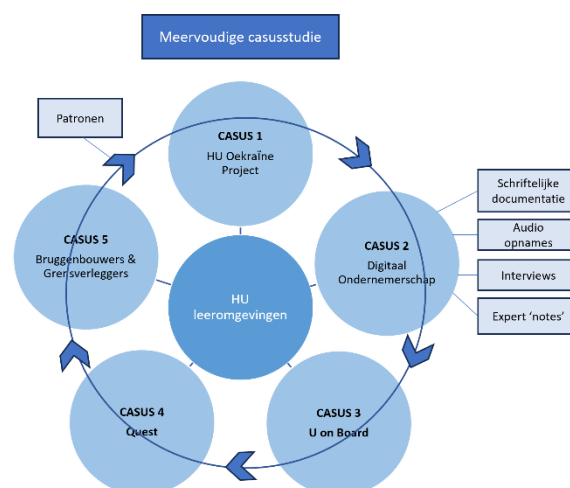 Meervoudige casusstudie
Patronen
CASUS 1
HU Oekraïne
Project
Schriftelijke
documentatie
Audio
opnames
Interviews
Expert ‘notes’
CASUS 2
Digitaal
Ondernemerschap
CASUS 5
Bruggenbouwers &
Grensverleggers
HU
leeromgevingen
CASUS 4
Quest
CASUS 3
U on Board